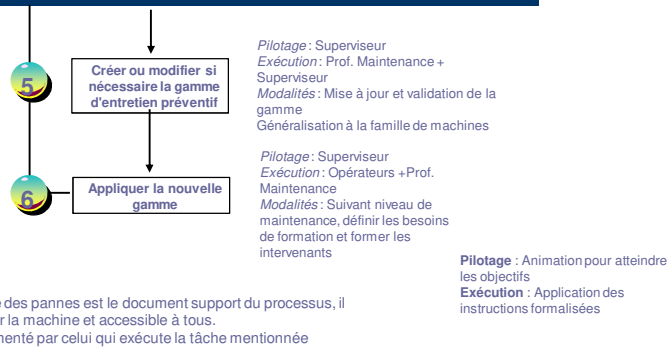 5
Créer ou modifier si
nécessaire la gamme
d'entretien préventif
Pilotage : Superviseur
Exécution : Prof. Maintenance +
Superviseur
Modalités : Mise à jour et validation de la
gamme
Généralisation à la famille de machines
6
Appliquer la nouvelle
gamme
Pilotage : Superviseur
Exécution : Opérateurs +Prof.
Maintenance
Modalités : Suivant niveau de
maintenance, définir les besoins
de formation et former les
intervenants
Pilotage : Animation pour atteindre
les objectifs
Exécution : Application des
instructions formalisées
des pannes est le document support du processus, il
la machine et accessible à tous.
par celui qui exécute la tâche mentionnée